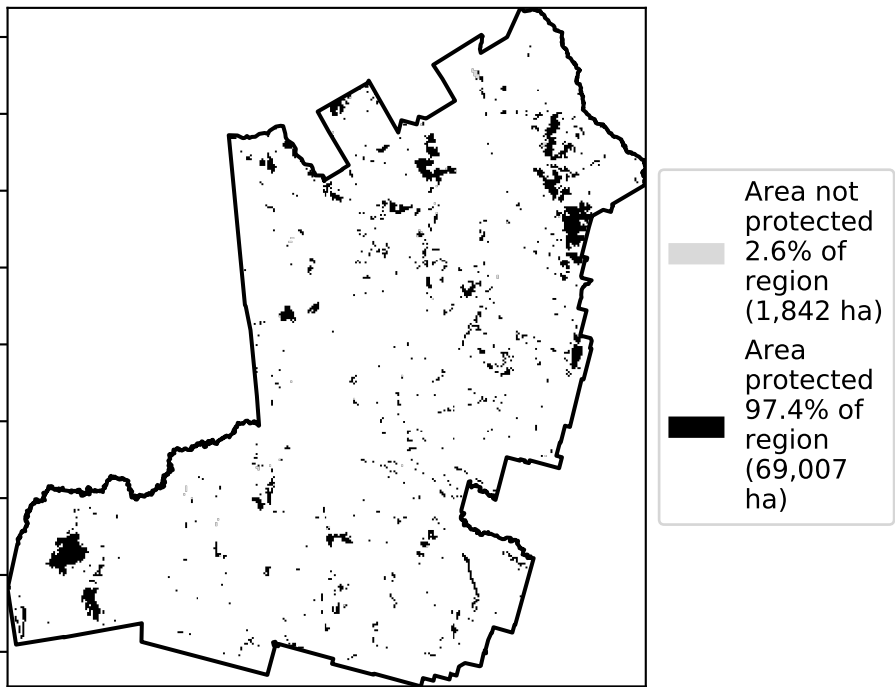 Area not
protected
2.6% of
region
(1,842 ha)
Area
protected
97.4% of
region
(69,007
ha)